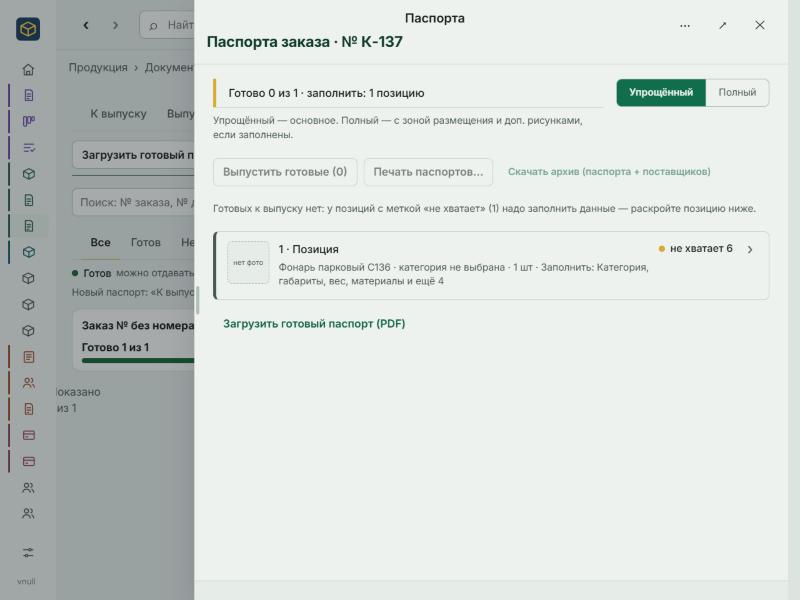 Паспорта
Паспорта заказа · № К-137
Найт
Продукция › Докумен
К выпуску Выпу
Загрузить готовый п
Поиск: № заказа, №
Все Готов Не
Готов можно отдавать
Новый паспорт: «К выпус
Заказ № без номера
Готово 1 из 1
Показано
из 1
vnull
Готово 0 из 1 · заполнить: 1 позицию
Упрощённый Полный
Упрощённый — основное. Полный — с зоной размещения и доп. рисунками,
если заполнены.
Выпустить готовые (0) Печать паспортов... Скачать архив (паспорта + поставщиков)
Готовых к выпуску нет: у позиций с меткой «не хватает» (1) надо заполнить данные — раскройте позицию ниже.
нет фото
1 · Позиция
не хватает 6
Фонарь парковый С136 · категория не выбрана · 1 шт · Заполнить: Категория,
габариты, вес, материалы и ещё 4
Загрузить готовый паспорт (PDF)